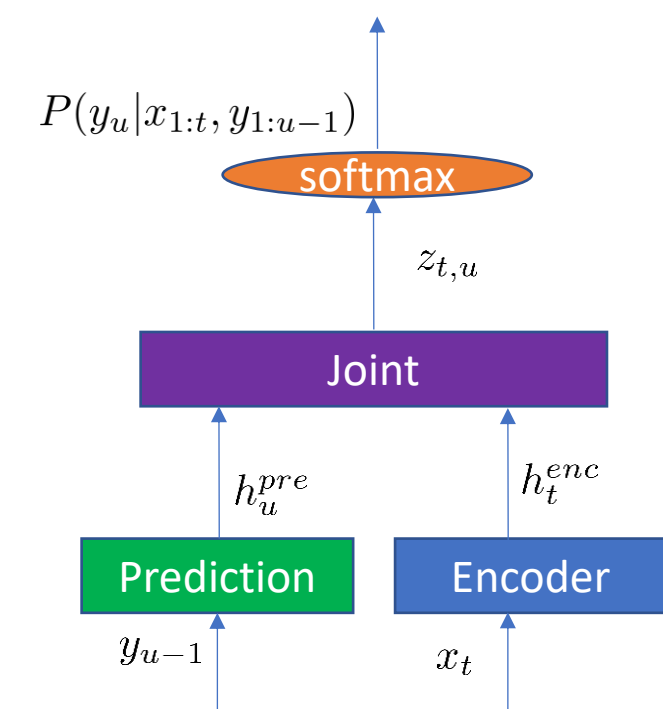 P(y_u|x_{1:t}, y_{1:u-1})
softmax
z_{t,u}
Joint
h_u^{pre}
h_t^{enc}
Prediction
Encoder
y_{u-1}
x_t